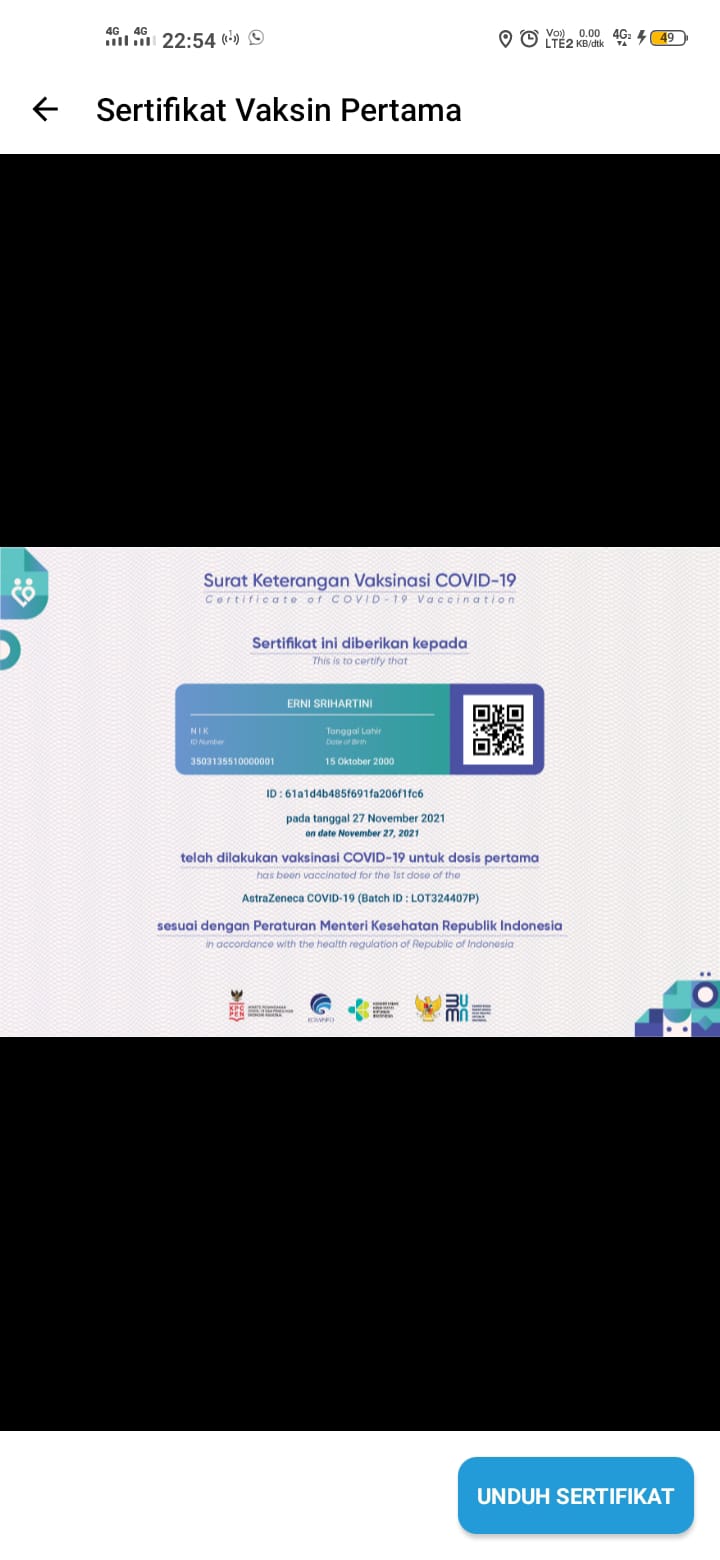 4G 4G 22:54 Vo)) LTE2 0.00 KB/dtk 4G 49
Sertifikat Vaksin Pertama
Surat Keterangan Vaksinasi COVID-19
Certificate of COVID-19 Vaccination
Sertifikat ini diberikan kepada
This is to certify that
ERNI SRIHARTINI
NIK Tanggal Lahir
ID Number Date of Birth
3503135510000001 15 Oktober 2000
ID : 61a1d4b485f691fa206f1fc6
pada tanggal 27 November 2021
on date November 27, 2021
telah dilakukan vaksinasi COVID-19 untuk dosis pertama
has been vaccinated for the 1st dose of the
AstraZeneca COVID-19 (Batch ID : LOT324407P)
sesuai dengan Peraturan Menteri Kesehatan Republik Indonesia
in accordance with the health regulation of Republic of Indonesia
KPC PEN KOMINFO BUMN
UNDUH SERTIFIKAT